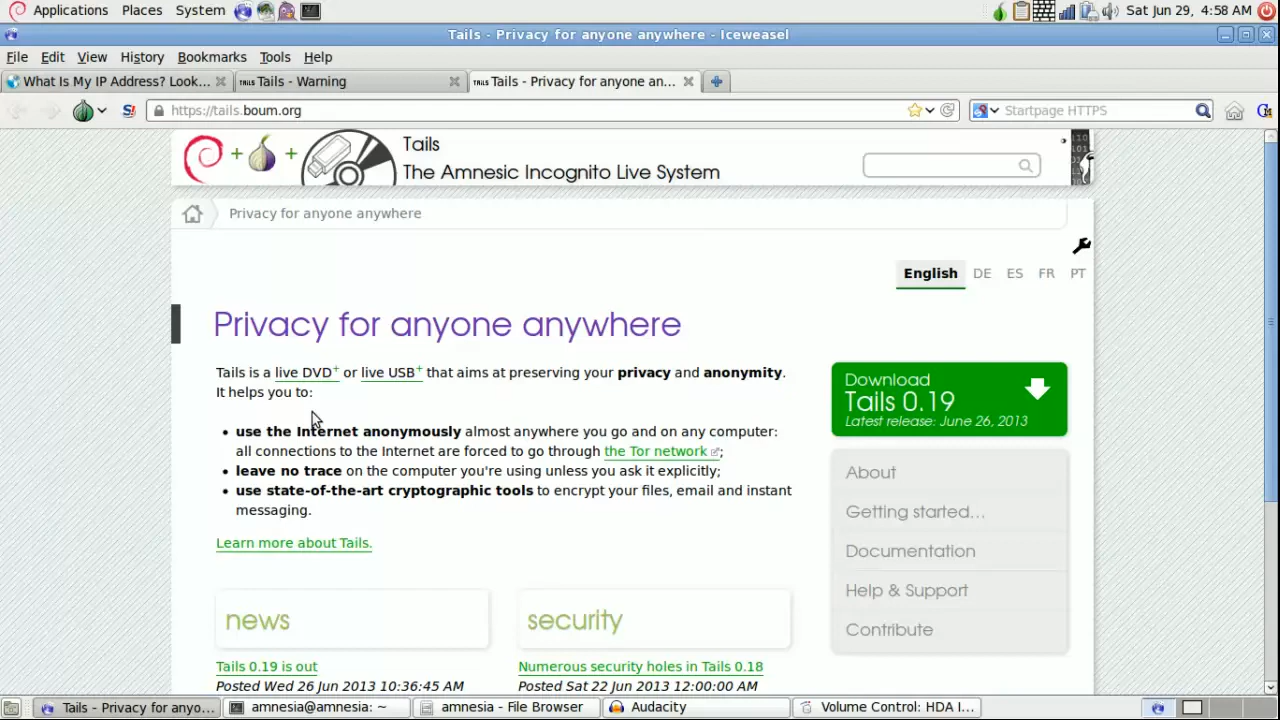 Applications Places System Sat Jun 29, 4:58 AM
Tails - Privacy for anyone anywhere - Iceweasel
File Edit View History Bookmarks Tools Help
What Is My IP Address? Look... Tails - Warning Tails - Privacy for anyone an...
https://tails.boum.org Startpage HTTPS
Tails
The Amnesic Incognito Live System
Privacy for anyone anywhere
English DE ES FR PT
Privacy for anyone anywhere
Tails is a live DVD+ or live USB+ that aims at preserving your privacy and anonymity.
It helps you to:
• use the Internet anonymously almost anywhere you go and on any computer:
all connections to the Internet are forced to go through the Tor network;
• leave no trace on the computer you're using unless you ask it explicitly;
• use state-of-the-art cryptographic tools to encrypt your files, email and instant
messaging.
Learn more about Tails.
Download
Tails 0.19
Latest release: June 26, 2013
About
Getting started...
Documentation
Help & Support
Contribute
news
Tails 0.19 is out
Posted Wed 26 Jun 2013 10:36:45 AM
security
Numerous security holes in Tails 0.18
Posted Sat 22 Jun 2013 12:00:00 AM
Tails - Privacy for anyo... amnesia@amnesia: ~ amnesia - File Browser Audacity Volume Control: HDA I...